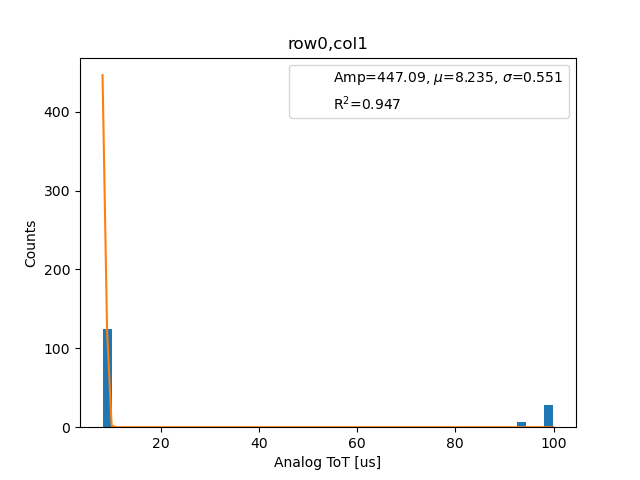 row0,col1
Amp=447.09, μ=8.235, σ=0.551
R²=0.947
Counts
400
300
200
100
0
20 40 60 80 100
Analog ToT [us]